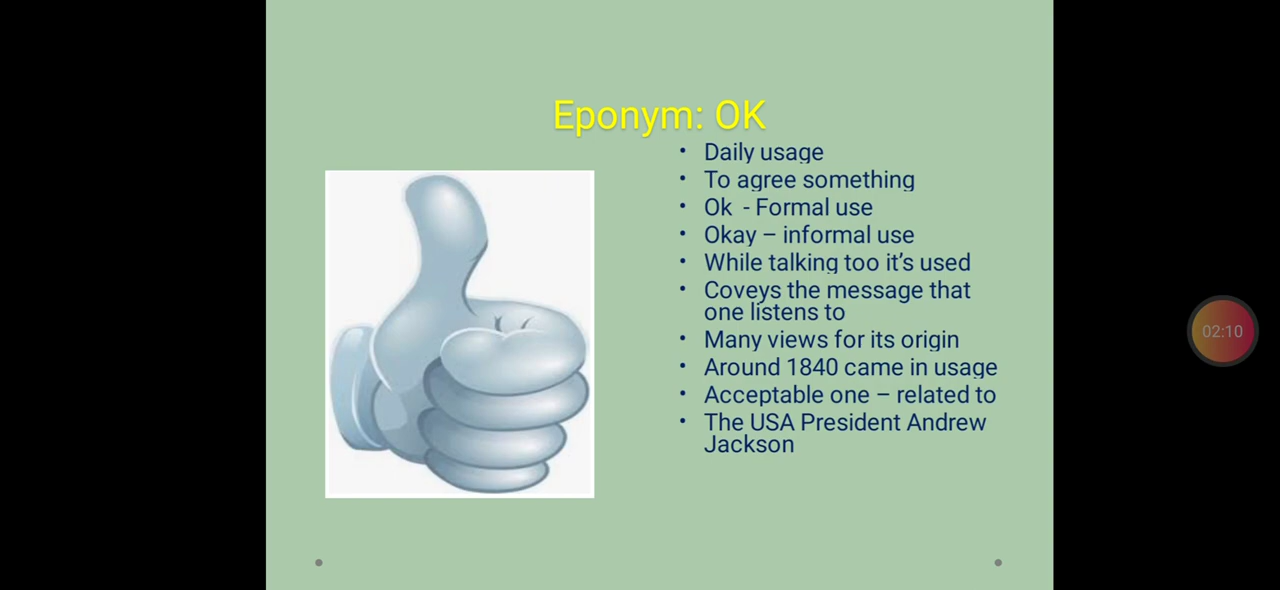 Eponym: OK
• Daily usage
• To agree something
• Ok - Formal use
• Okay – informal use
• While talking too it's used
• Coveys the message that
one listens to
• Many views for its origin
• Around 1840 came in usage
• Acceptable one – related to
• The USA President Andrew
Jackson
02:10